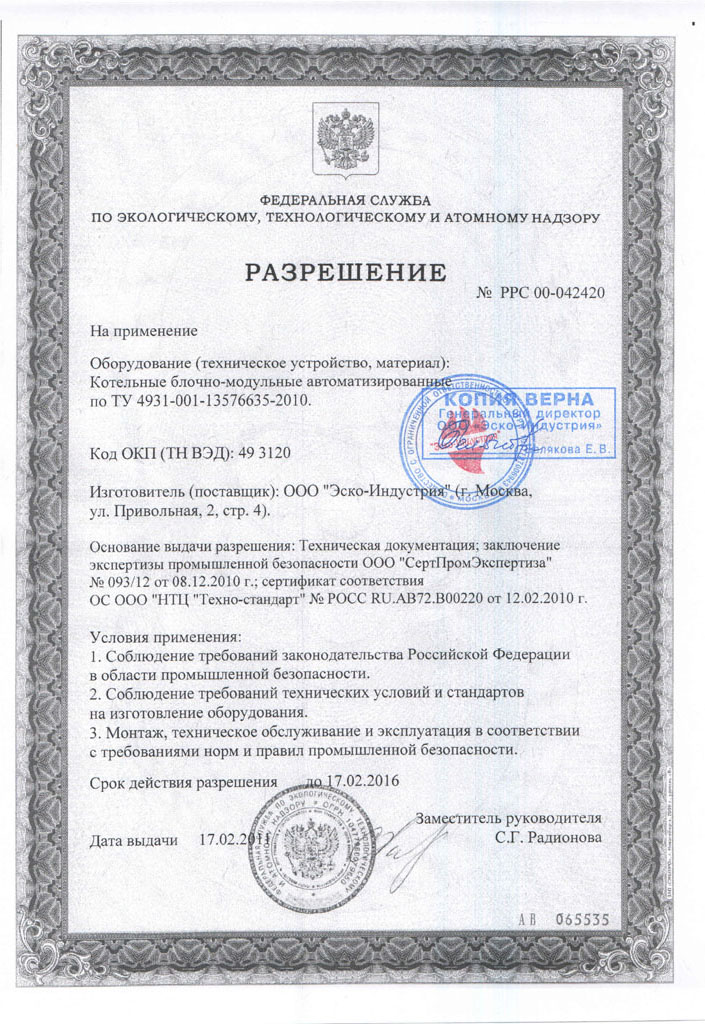 ФЕДЕРАЛЬНАЯ СЛУЖБА
ПО ЭКОЛОГИЧЕСКОМУ, ТЕХНОЛОГИЧЕСКОМУ И АТОМНОМУ НАДЗОРУ
РАЗРЕШЕНИЕ
№ РРС 00-042420
На применение
Оборудование (техническое устройство, материал):
Котельные блочно-модульные автоматизированные
по ТУ 4931-001-13576635-2010.
КОПИЯ ВЕРНА
Генеральный директор
ООО «Эско-Индустрия»
Белякова Е.В.
Код ОКП (ТН ВЭД): 49 3120
Изготовитель (поставщик): ООО "Эско-Индустрия" (г. Москва,
ул. Привольная, 2, стр. 4).
Основание выдачи разрешения: Техническая документация; заключение
экспертизы промышленной безопасности ООО "СертПромЭкспертиза"
№ 093/12 от 08.12.2010 г.; сертификат соответствия
ОС ООО "НТЦ "Техно-стандарт" № РОСС RU.АВ72.В00220 от 12.02.2010 г.
Условия применения:
1. Соблюдение требований законодательства Российской Федерации
в области промышленной безопасности.
2. Соблюдение требований технических условий и стандартов
на изготовление оборудования.
3. Монтаж, техническое обслуживание и эксплуатация в соответствии
с требованиями норм и правил промышленной безопасности.
Срок действия разрешения до 17.02.2016
Заместитель руководителя
Дата выдачи 17.02.2011 С.Г. Радионова
АВ 065535